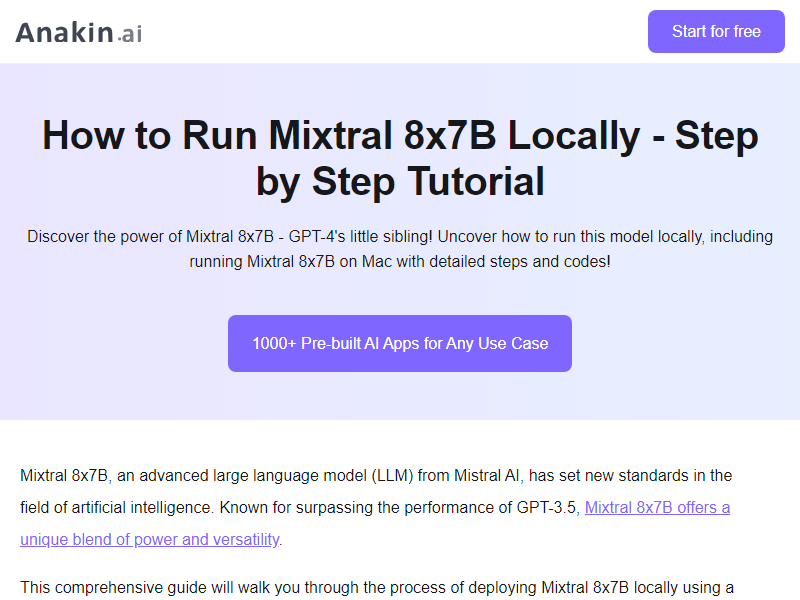 Anakin.ai
Start for free
How to Run Mixtral 8x7B Locally - Step
by Step Tutorial
Discover the power of Mixtral 8x7B - GPT-4's little sibling! Uncover how to run this model locally, including
running Mixtral 8x7B on Mac with detailed steps and codes!
1000+ Pre-built AI Apps for Any Use Case
Mixtral 8x7B, an advanced large language model (LLM) from Mistral AI, has set new standards in the
field of artificial intelligence. Known for surpassing the performance of GPT-3.5, Mixtral 8x7B offers a
unique blend of power and versatility.
This comprehensive guide will walk you through the process of deploying Mixtral 8x7B locally using a